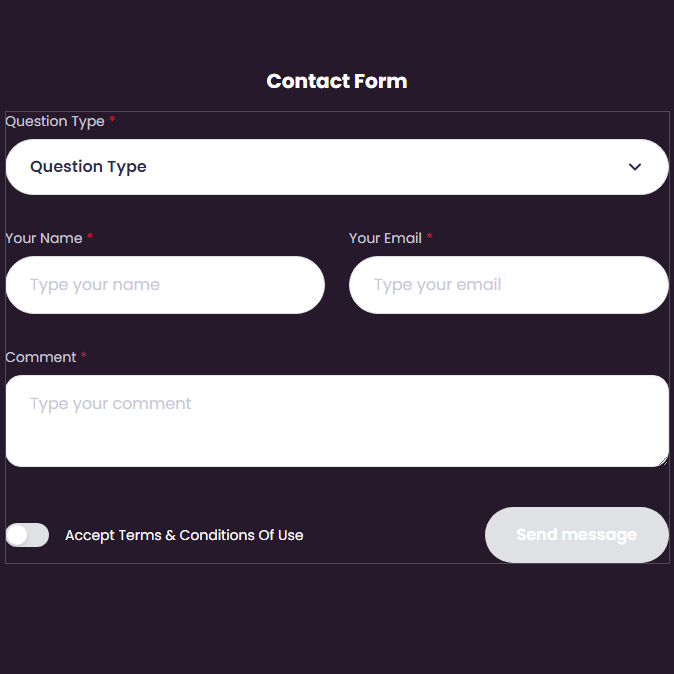 Contact Form
Question Type *
Question Type
Your Name *
Your Email *
Type your name
Type your email
Comment *
Type your comment
Accept Terms & Conditions Of Use
Send message